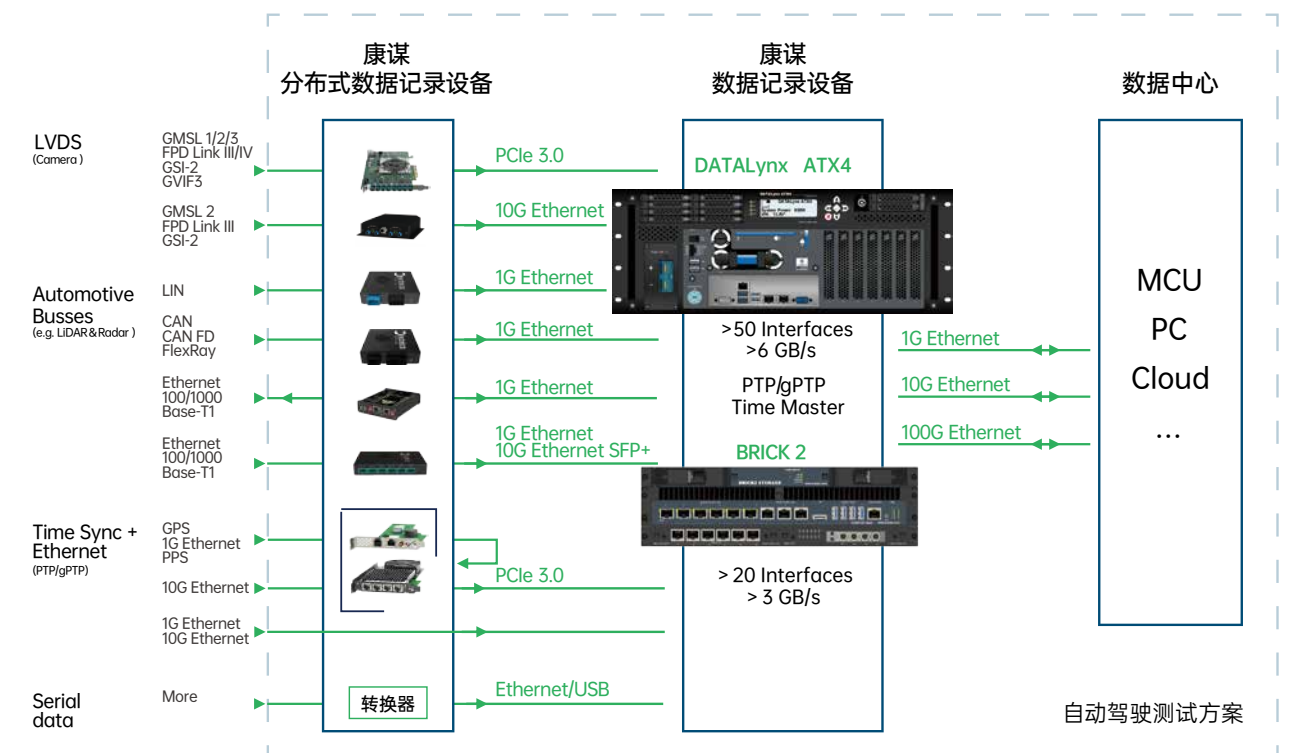 康谋
分布式数据记录设备
康谋
数据记录设备
数据中心
LVDS
(Camera )
GMSL 1/2/3
FPD Link III/IV
GSI-2
GVIF3
PCIe 3.0
DATALynx ATX4
GMSL 2
FPD Link III
GSI-2
10G Ethernet
Automotive
Busses
(e.g. LiDAR&Radar )
LIN
1G Ethernet
CAN
CAN FD
FlexRay
1G Ethernet
>50 Interfaces
>6 GB/s
PTP/gPTP
Time Master
Ethernet
100/1000
Base-T1
1G Ethernet
Ethernet
100/1000
Base-T1
1G Ethernet
10G Ethernet SFP+
BRICK 2
BRICK2 STORAGE
1G Ethernet
10G Ethernet
100G Ethernet
MCU
PC
Cloud
...
Time Sync +
Ethernet
(PTP/gPTP)
GPS
1G Ethernet
PPS
10G Ethernet
PCIe 3.0
> 20 Interfaces
> 3 GB/s
1G Ethernet
10G Ethernet
Serial
data
More
转换器
Ethernet/USB
自动驾驶测试方案